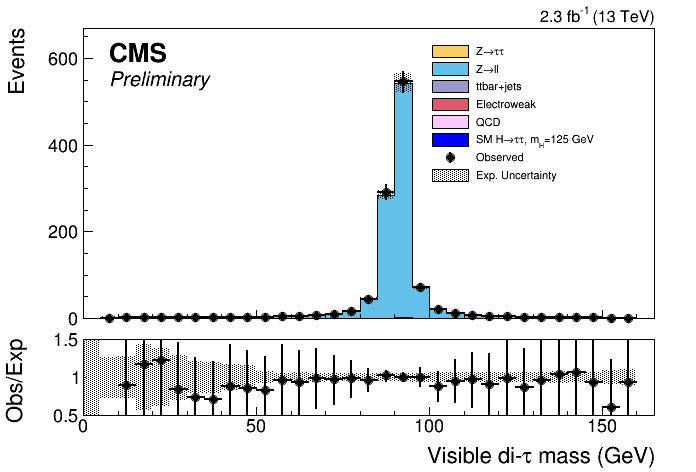 2.3 fb⁻¹ (13 TeV)
CMS
Preliminary
Events
600
400
200
0
Z→ττ
Z→ll
ttbar+jets
Electroweak
QCD
SM H→ττ, m_H=125 GeV
Observed
Exp. Uncertainty
Obs/Exp
1.5
1
0.5
0 50 100 150
Visible di-τ mass (GeV)